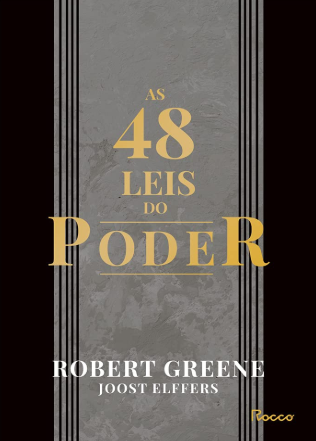 AS
48
LEIS
DO
PODER
ROBERT GREENE
JOOST ELFFERS
Rocco